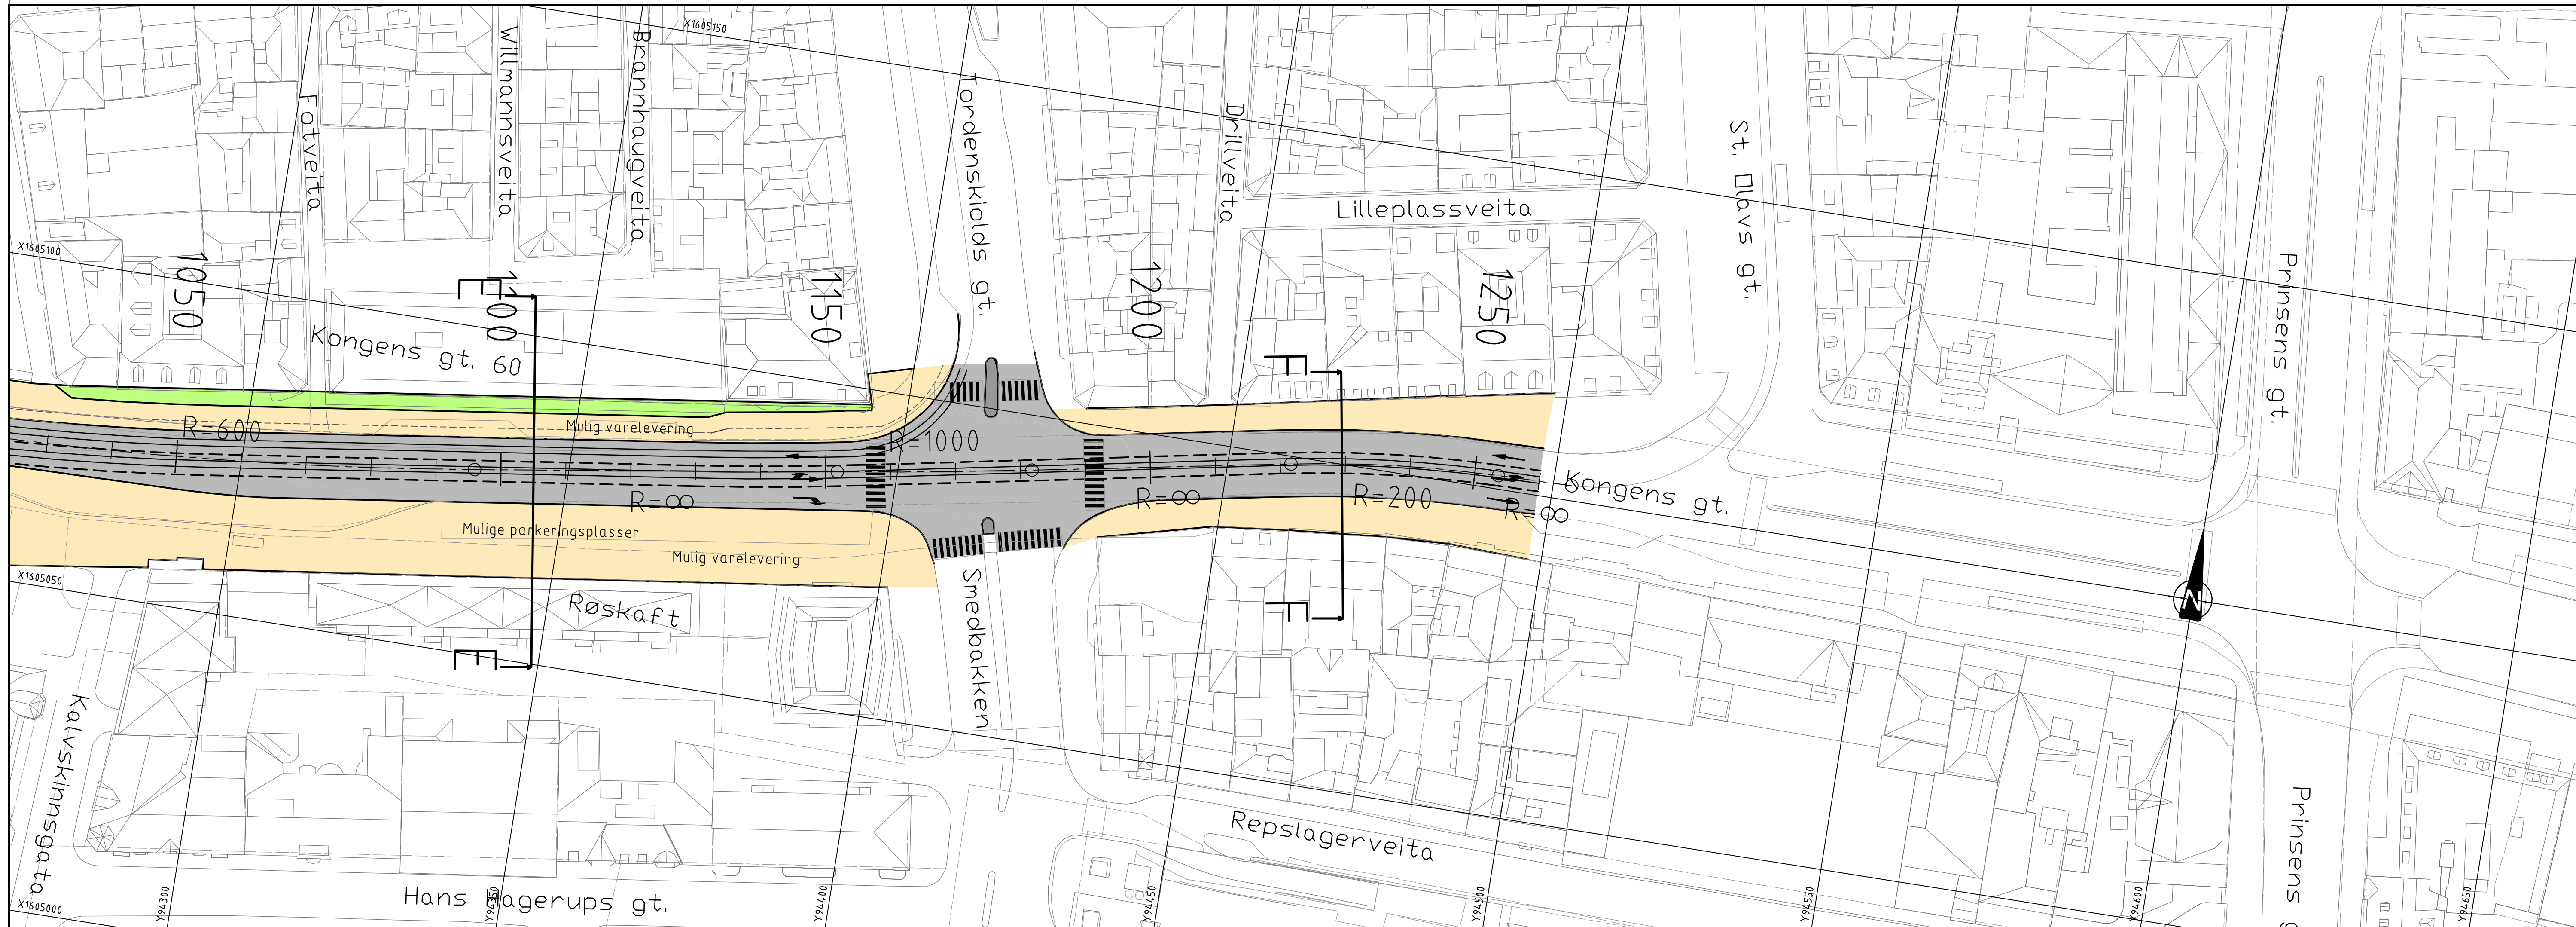 X1605150
Fotveita
Willmannsveita
Brannhaugveita
Tordenskiolds gt.
Drillveita
Lilleplassveita
St. Olavs gt.
Prinsens gt.
X1605100
1050
E
1100
1150
1200
1250
Kongens gt. 60
F
R=600
Mulig varelevering
R=1000
R=∞
R=∞
R=200
R=∞
Kongens gt.
Mulige parkeringsplasser
Mulig varelevering
X1605050
Røskaft
Smedbakken
F
N
E
Kalvskinnsgata
Repslagerveita
Prinsens g
Hans Hagerups gt.
X1605000
Y94300
Y94350
Y94400
Y94450
Y94500
Y94550
Y94600
Y94650